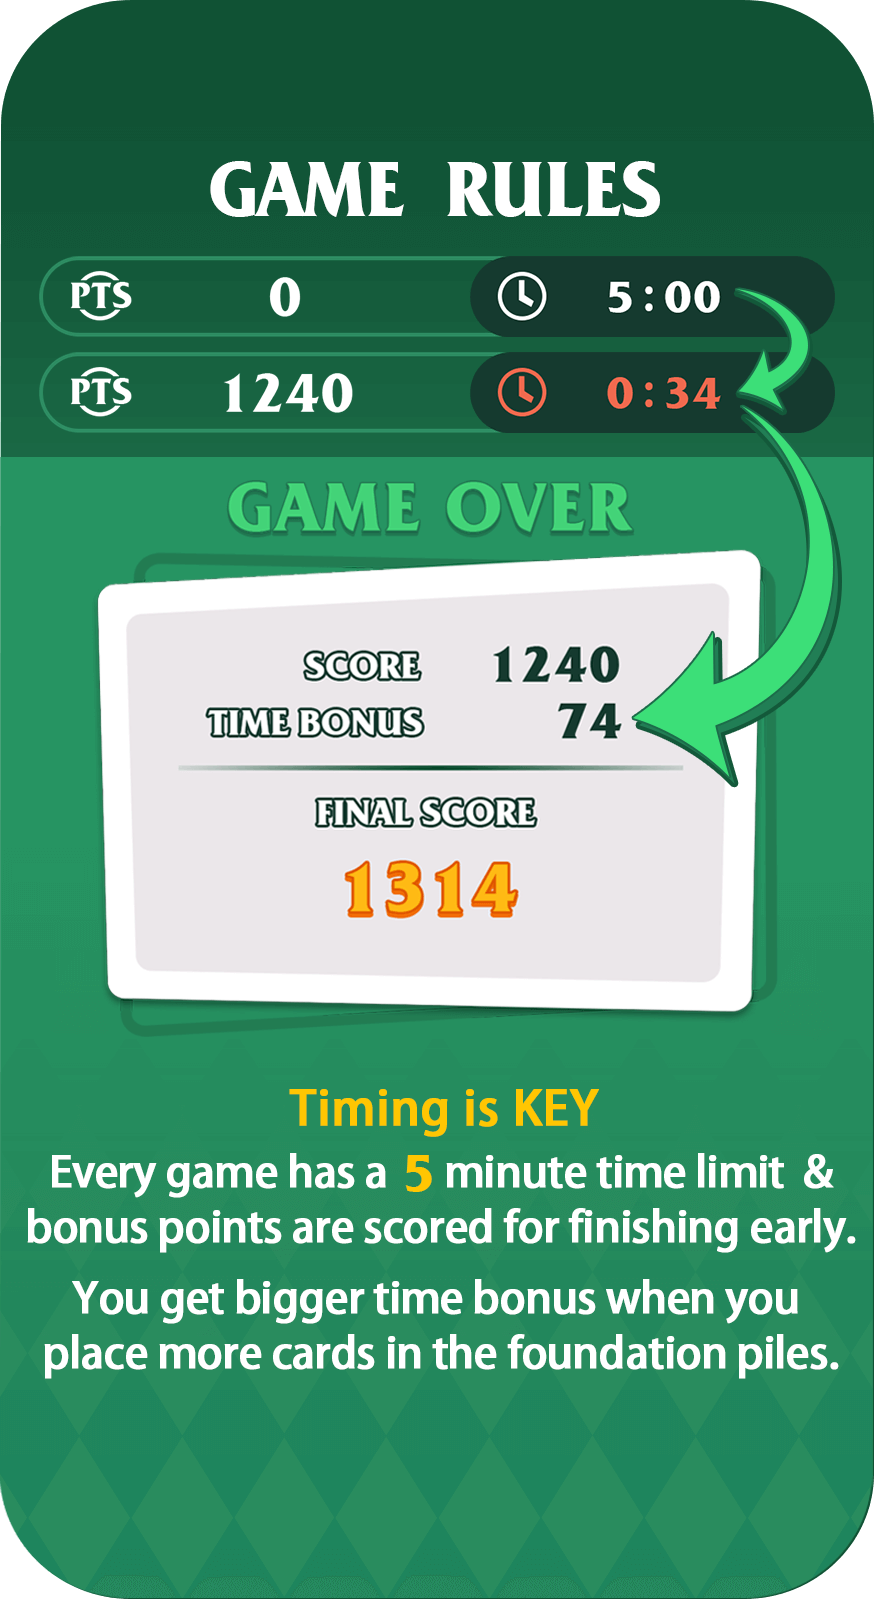 GAME RULES
PTS 0 5:00
PTS 1240 0:34
GAME OVER
SCORE 1240
TIME BONUS 74
FINAL SCORE
1314
Timing is KEY
Every game has a 5 minute time limit &
bonus points are scored for finishing early.
You get bigger time bonus when you
place more cards in the foundation piles.